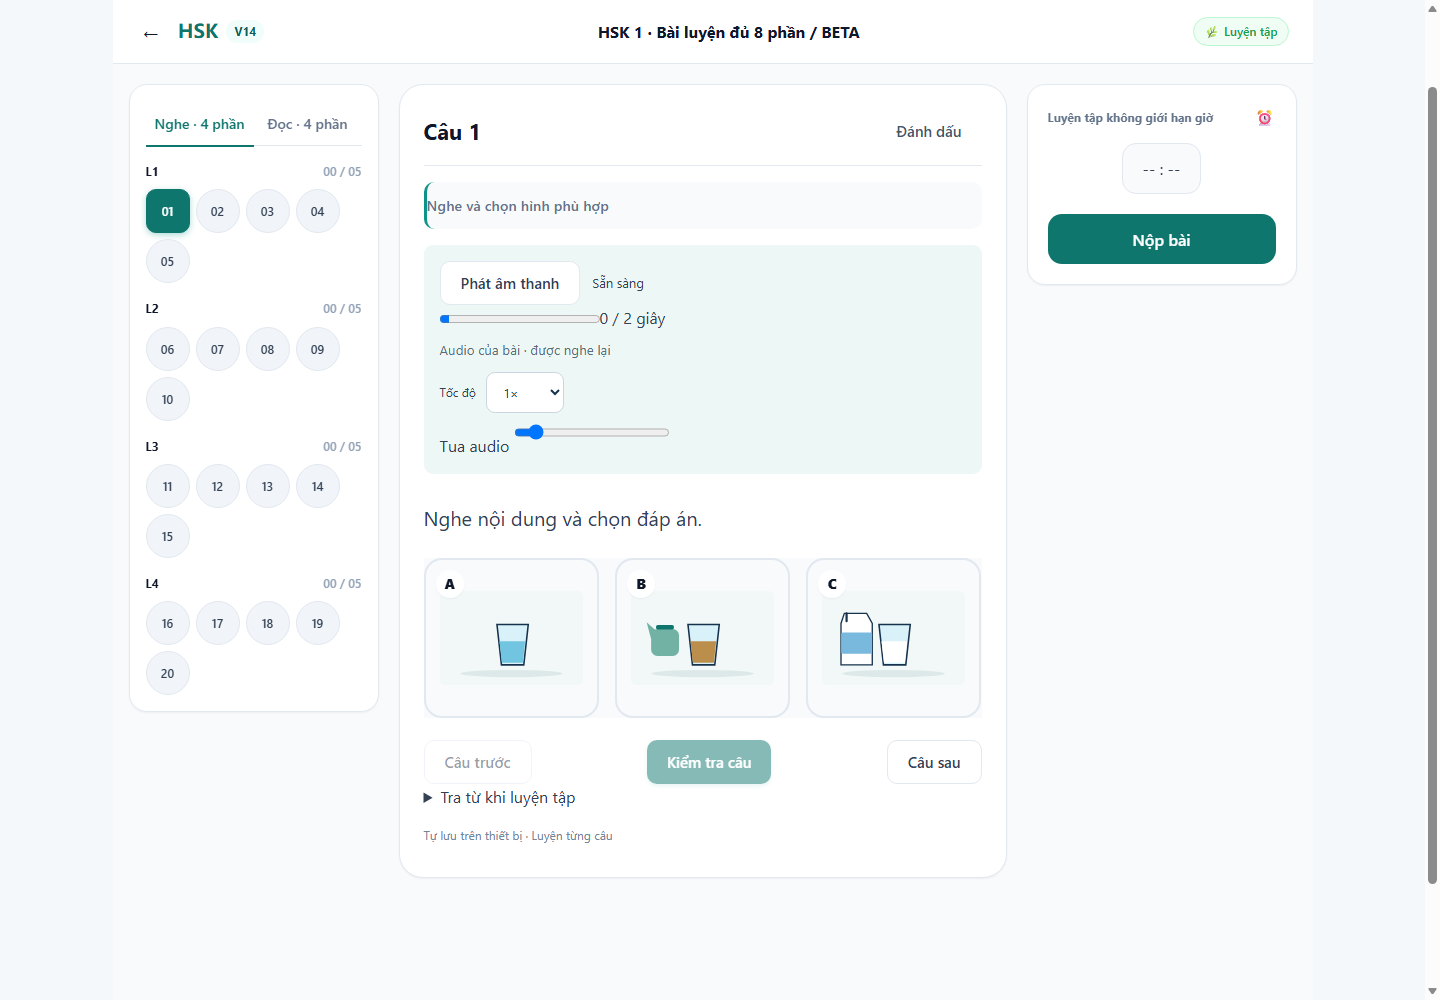 ← HSK V14
HSK 1 · Bài luyện đủ 8 phần / BETA
Luyện tập
Nghe · 4 phần
Đọc · 4 phần
L1 00 / 05
01 02 03 04
05
L2 00 / 05
06 07 08 09
10
L3 00 / 05
11 12 13 14
15
L4 00 / 05
16 17 18 19
20
Câu 1
Đánh dấu
Nghe và chọn hình phù hợp
Phát âm thanh
Sẵn sàng
0 / 2 giây
Audio của bài · được nghe lại
Tốc độ 1×
Tua audio
Nghe nội dung và chọn đáp án.
A
B
C
Câu trước
Kiểm tra câu
Câu sau
Tra từ khi luyện tập
Tự lưu trên thiết bị · Luyện từng câu
Luyện tập không giới hạn giờ
-- : --
Nộp bài